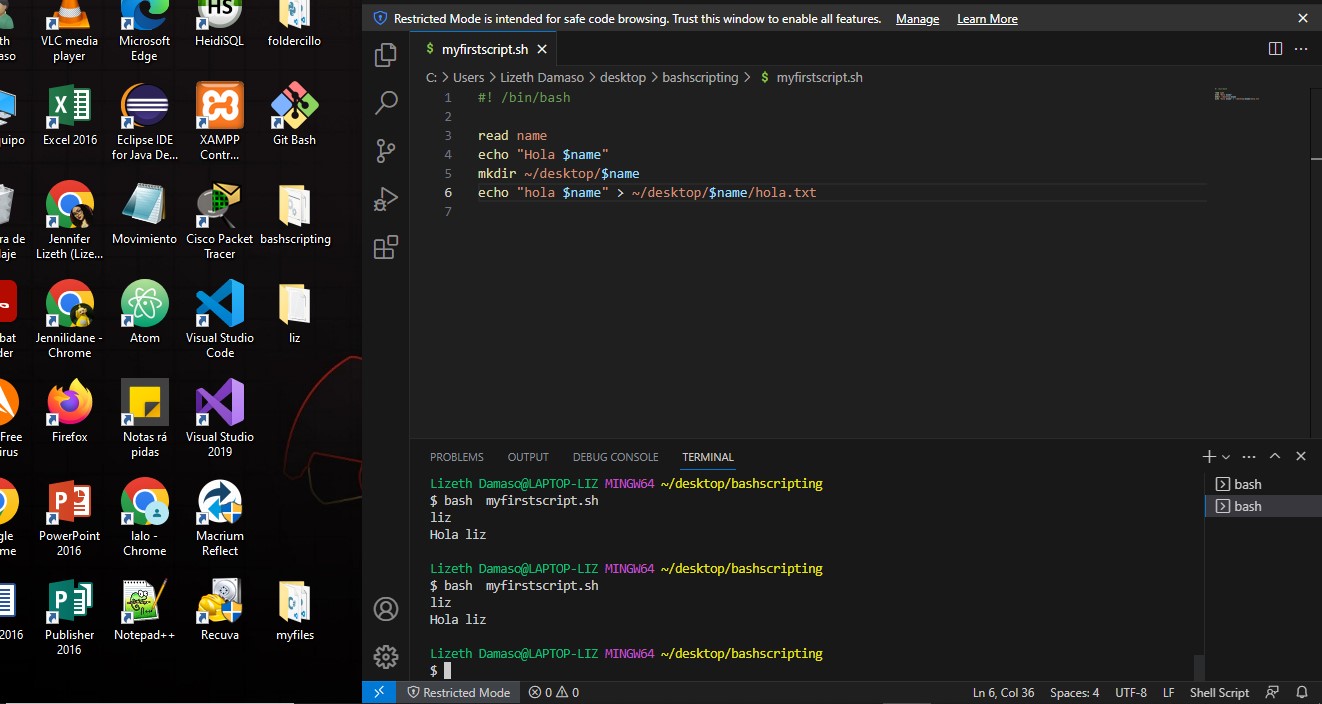 th
aso
VLC media
player
Microsoft
Edge
HS
HeidiSQL
foldercillo
quipo
Excel 2016
Eclipse IDE
for Java De...
XAMPP
Contr...
Git Bash
ra de
laje
Jennifer
Lizeth (Lize...
Movimiento
Cisco Packet
Tracer
bashscripting
bat
der
Jennilidane -
Chrome
Atom
Visual Studio
Code
liz
Free
irus
Firefox
Notas rá
pidas
Visual Studio
2019
gle
me
PowerPoint
2016
lalo -
Chrome
Macrium
Reflect
2016
Publisher
2016
Notepad++
Recuva
myfiles
Restricted Mode is intended for safe code browsing. Trust this window to enable all features. Manage Learn More
$ myfirstscript.sh
C: > Users > Lizeth Damaso > desktop > bashscripting > $ myfirstscript.sh
1 #! /bin/bash
2
3 read name
4 echo "Hola $name"
5 mkdir ~/desktop/$name
6 echo "hola $name" > ~/desktop/$name/hola.txt
7
PROBLEMS OUTPUT DEBUG CONSOLE TERMINAL
Lizeth Damaso@LAPTOP-LIZ MINGW64 ~/desktop/bashscripting
$ bash  myfirstscript.sh
liz
Hola liz
Lizeth Damaso@LAPTOP-LIZ MINGW64 ~/desktop/bashscripting
$ bash  myfirstscript.sh
liz
Hola liz
Lizeth Damaso@LAPTOP-LIZ MINGW64 ~/desktop/bashscripting
$
bash
bash
Restricted Mode 0 0 Ln 6, Col 36 Spaces: 4 UTF-8 LF Shell Script